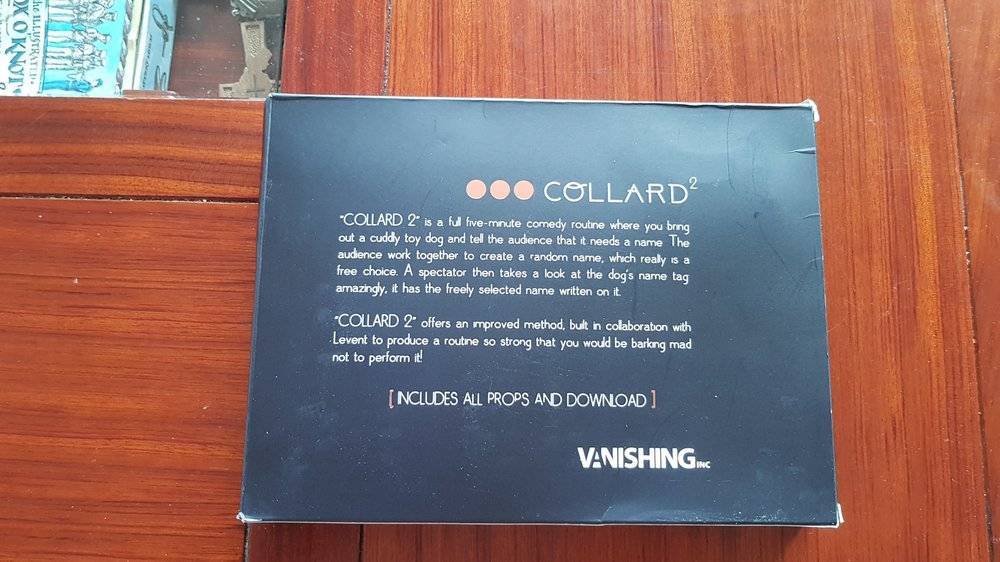 The ILLUSTRATED
COLLARD²
"COLLARD 2" is a full five-minute comedy routine where you bring
out a cuddly toy dog and tell the audience that it needs a name. The
audience work together to create a random name, which really is a
free choice. A spectator then takes a look at the dog's name tag
amazingly, it has the freely selected name written on it.
"COLLARD 2" offers an improved method, built in collaboration with
Levent to produce a routine so strong that you would be barking mad
not to perform it!
[ INCLUDES ALL PROPS AND DOWNLOAD ]
VANISHING INC